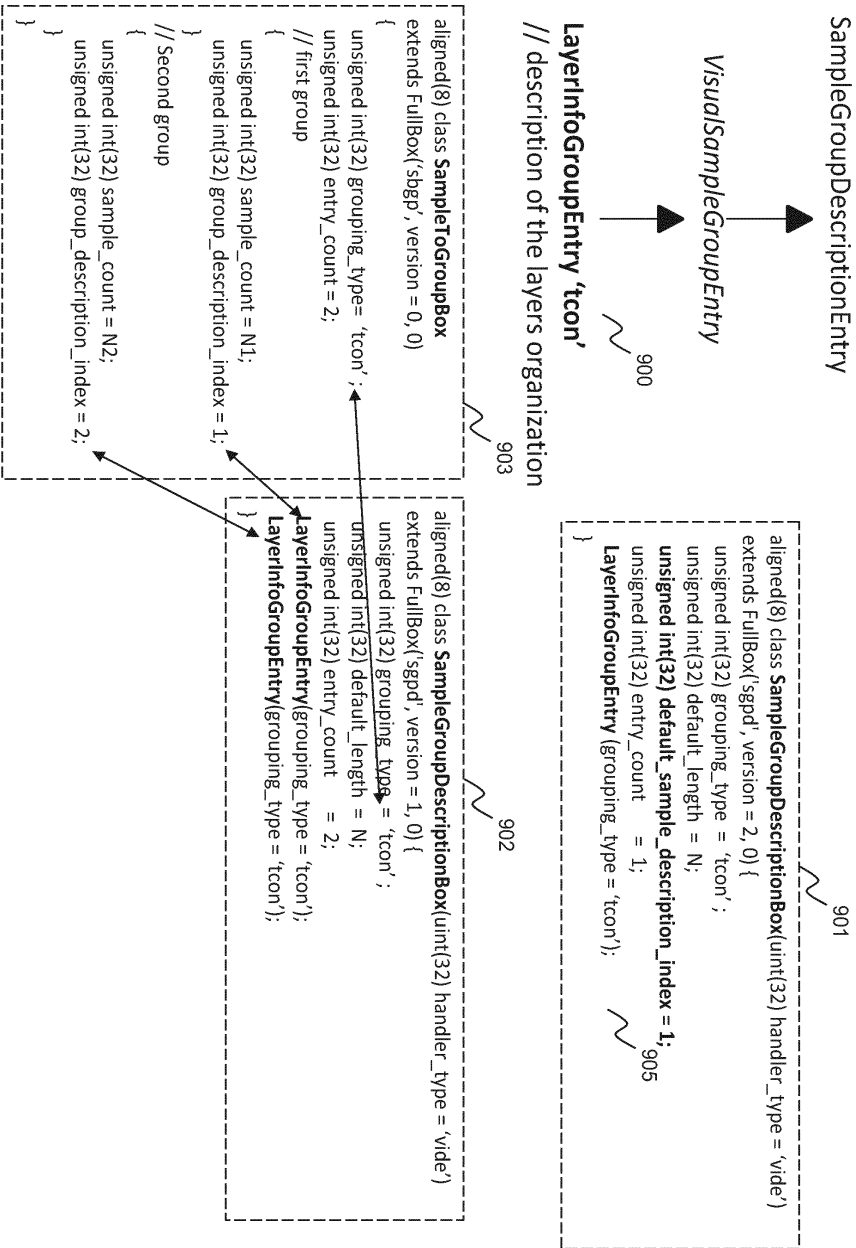 SampleGroupDescriptionEntry
VisualSampleGroupEntry
LayerInfoGroupEntry ‘tcon’
// description of the layers organization
900
901
aligned(8) class SampleGroupDescriptionBox(uint(32) handler_type = ‘vide’)
extends FullBox('sgpd', version = 2, 0) {
unsigned int(32) grouping_type = ‘tcon’ ;
unsigned int(32) default_length = N;
unsigned int(32) default_sample_description_index = 1;
unsigned int(32) entry_count = 1;
LayerInfoGroupEntry (grouping_type = ‘tcon’);
}
905
903
aligned(8) class SampleToGroupBox
extends FullBox(‘sbgp’, version = 0, 0)
{
unsigned int(32) grouping_type= ‘tcon’ ;
unsigned int(32) entry_count = 2;
// first group
{
unsigned int(32) sample_count = N1;
unsigned int(32) group_description_index = 1;
}
// Second group
{
unsigned int(32) sample_count = N2;
unsigned int(32) group_description_index = 2;
}
}
902
aligned(8) class SampleGroupDescriptionBox(uint(32) handler_type = ‘vide’)
extends FullBox('sgpd', version = 1, 0) {
unsigned int(32) grouping_type = ‘tcon’ ;
unsigned int(32) default_length = N;
unsigned int(32) entry_count = 2;
LayerInfoGroupEntry(grouping_type = ‘tcon’);
LayerInfoGroupEntry(grouping_type = ‘tcon’);
}